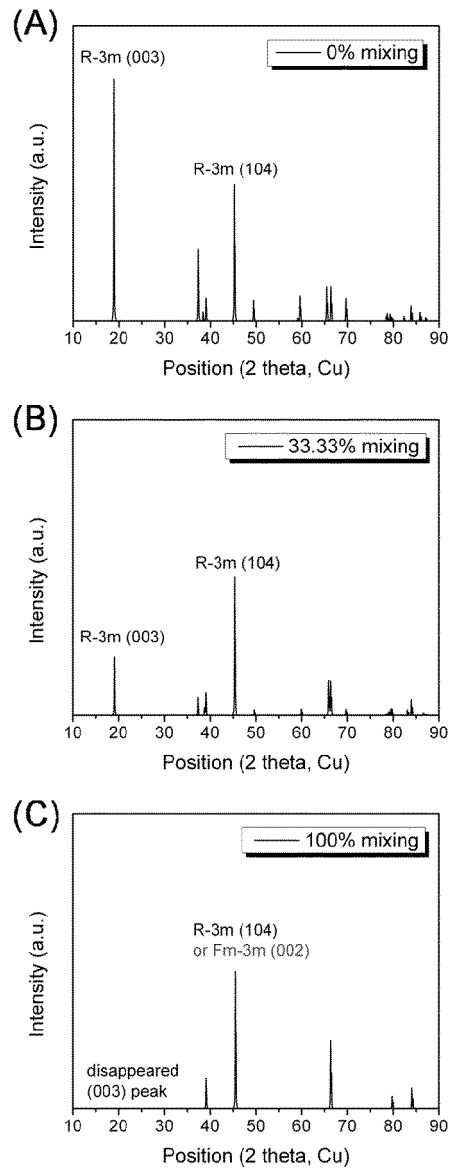 (A)
0% mixing
R-3m (003)
R-3m (104)
Intensity (a.u.)
10 20 30 40 50 60 70 80 90
Position (2 theta, Cu)
(B)
33.33% mixing
R-3m (104)
R-3m (003)
Intensity (a.u.)
10 20 30 40 50 60 70 80 90
Position (2 theta, Cu)
(C)
100% mixing
R-3m (104)
or Fm-3m (002)
disappeared
(003) peak
Intensity (a.u.)
10 20 30 40 50 60 70 80 90
Position (2 theta, Cu)